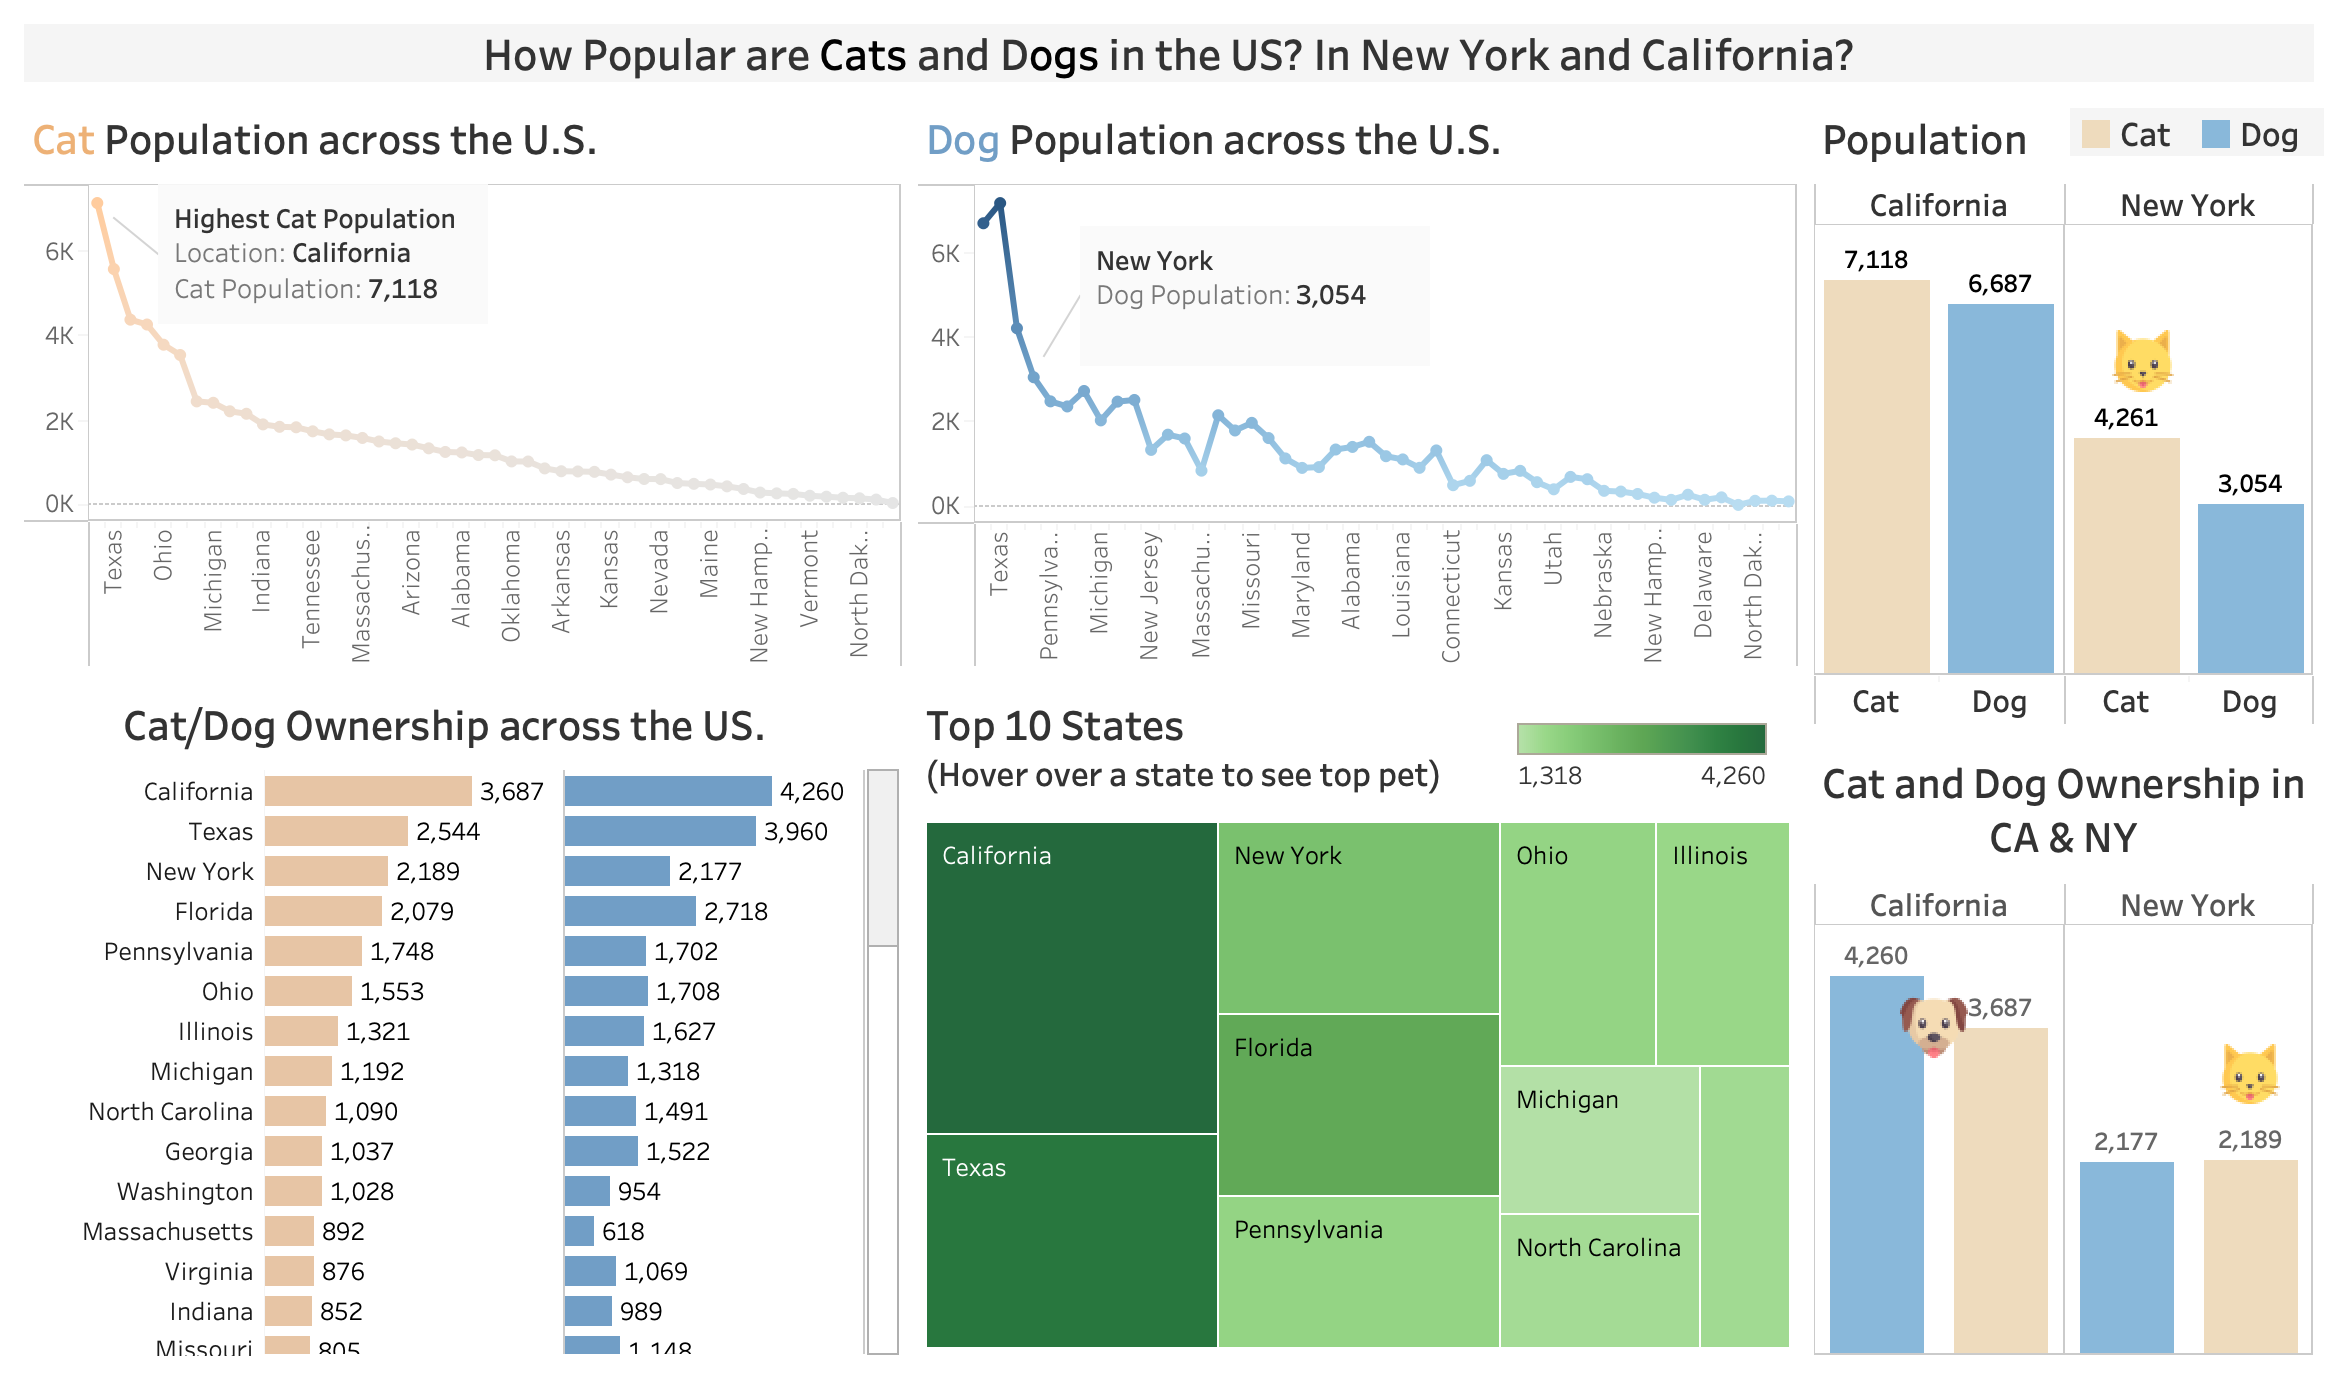 How Popular are Cats and Dogs in the US? In New York and California?
Cat Population across the U.S.
6K
4K
2K
0K
Highest Cat Population
Location: California
Cat Population: 7,118
Texas
Ohio
Michigan
Indiana
Tennessee
Massachus..
Arizona
Alabama
Oklahoma
Arkansas
Kansas
Nevada
Maine
New Hamp..
Vermont
North Dak..
Dog Population across the U.S.
6K
4K
2K
0K
New York
Dog Population: 3,054
Texas
Pennsylva..
Michigan
New Jersey
Massachu..
Missouri
Maryland
Alabama
Louisiana
Connecticut
Kansas
Utah
Nebraska
New Hamp..
Delaware
North Dak..
Population
Cat Dog
California New York
7,118
6,687
4,261
3,054
Cat Dog Cat Dog
Cat/Dog Ownership across the US.
California 3,687 4,260
Texas 2,544 3,960
New York 2,189 2,177
Florida 2,079 2,718
Pennsylvania 1,748 1,702
Ohio 1,553 1,708
Illinois 1,321 1,627
Michigan 1,192 1,318
North Carolina 1,090 1,491
Georgia 1,037 1,522
Washington 1,028 954
Massachusetts 892 618
Virginia 876 1,069
Indiana 852 989
Missouri 805 1,148
Top 10 States
(Hover over a state to see top pet)
1,318 4,260
California
Texas
New York
Florida
Pennsylvania
Ohio
Illinois
Michigan
North Carolina
Cat and Dog Ownership in
CA & NY
California New York
4,260
3,687
2,177
2,189